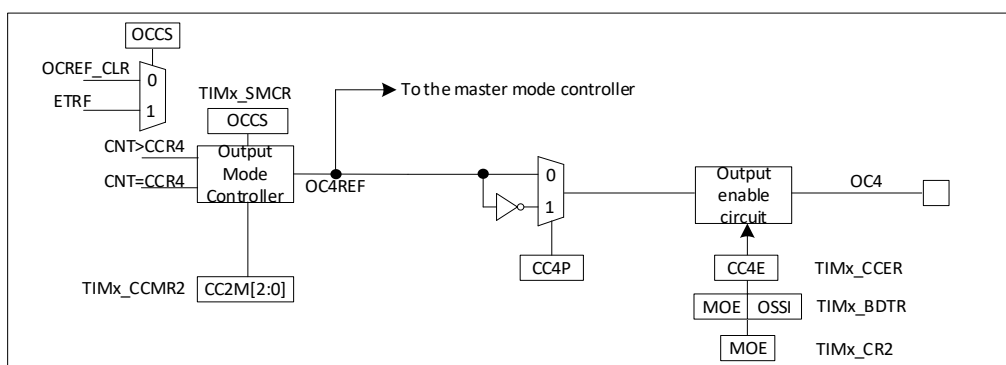 OCCS
OCREF_CLR
0
ETRF
1
TIMx_SMCR
To the master mode controller
OCCS
CNT>CCR4
CNT=CCR4
Output
Mode
Controller
OC4REF
0
1
Output
enable
circuit
OC4
CC4P
CC4E
TIMx_CCER
TIMx_CCMR2
CC2M[2:0]
MOE
OSSI
TIMx_BDTR
MOE
TIMx_CR2